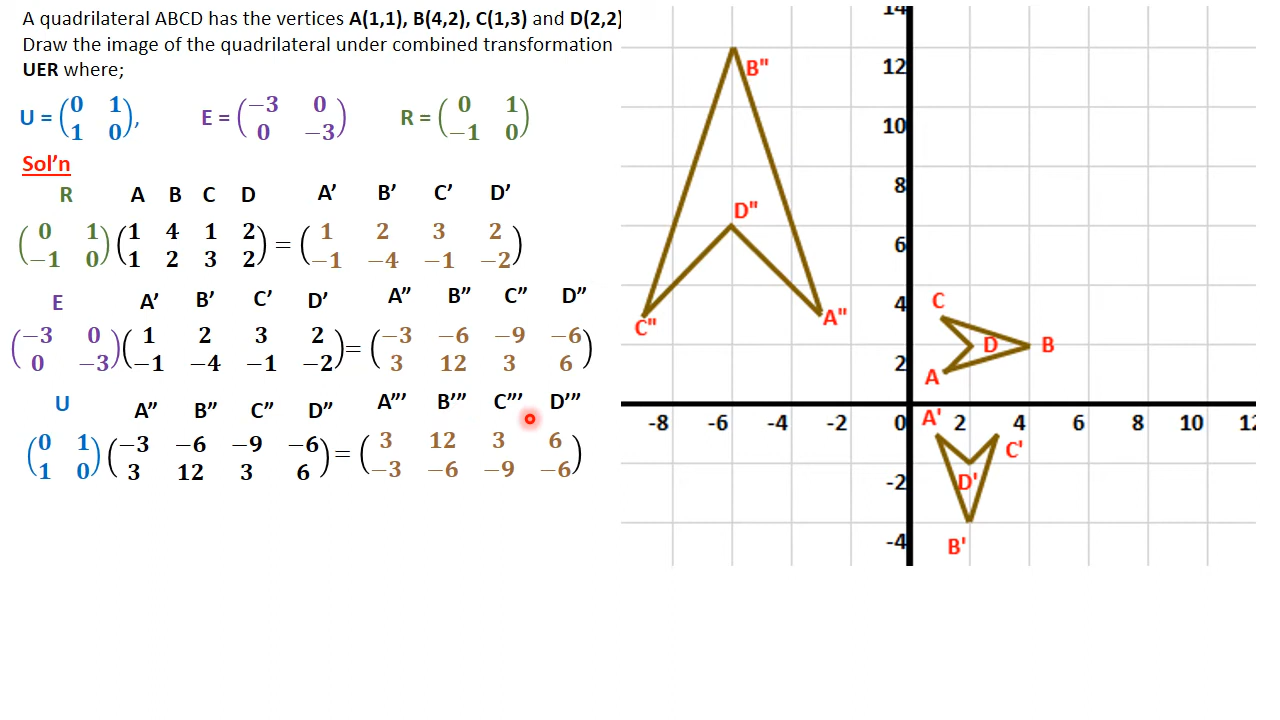 A quadrilateral ABCD has the vertices A(1,1), B(4,2), C(1,3) and D(2,2)
Draw the image of the quadrilateral under combined transformation
UER where;
U = (0 1
1 0),
E = (−3 0
0 −3)
R = (0 1
−1 0)
Sol’n
R A B C D A’ B’ C’ D’
(0 1
−1 0) (1 4 1 2
1 2 3 2) = (1 2 3 2
−1 −4 −1 −2)
E A’ B’ C’ D’ A” B” C” D”
(−3 0
0 −3) (1 2 3 2
−1 −4 −1 −2) = (−3 −6 −9 −6
3 12 3 6)
U A” B” C” D” A”’ B’” C”’ D’”
(0 1
1 0) (−3 −6 −9 −6
3 12 3 6) = (3 12 3 6
−3 −6 −9 −6)
14
12
10
8
6
4
2
0
-2
-4
-8 -6 -4 -2 2 4 6 8 10 12
B"
D"
C"
A"
C
D
B
A
A'
C'
D'
B'